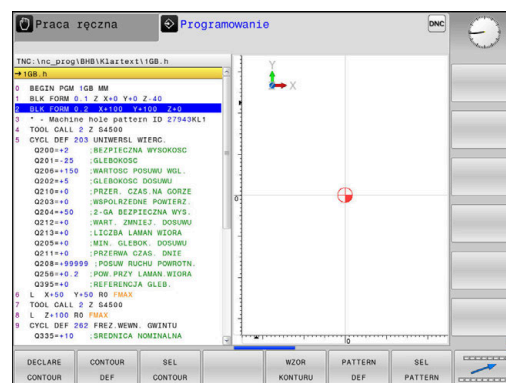 Praca ręczna
Programowanie
DNC
TNC:\nc_prog\BHB\Klartext\1GB.h
→1GB.h
0 BEGIN PGM 1GB MM
1 BLK FORM 0.1 Z X+0 Y+0 Z-40
2 BLK FORM 0.2 X+100 Y+100 Z+0
3 * - Machine hole pattern ID 27943KL1
4 TOOL CALL 2 Z S4500
5 CYCL DEF 203 UNIWERSL WIERC.
Q200=+2 ;BEZPIECZNA WYSOKOSC
Q201=-25 ;GLEBOKOSC
Q206=+150 ;WARTOSC POSUWU WGL.
Q202=+5 ;GLEBOKOSC DOSUWU
Q210=+0 ;PRZER. CZAS.NA GORZE
Q203=+0 ;WSPOLRZEDNE POWIERZ.
Q204=+50 ;2-GA BEZPIECZNA WYS.
Q212=+0 ;WART. ZMNIEJ. DOSUWU
Q213=+0 ;LICZBA LAMAN WIORA
Q205=+0 ;MIN. GLEBOK. DOSUWU
Q211=+0 ;PRZERWA CZAS. DNIE
Q208=+99999 ;POSUW RUCHU POWROTN.
Q256=+0.2 ;POW.PRZY LAMAN.WIORA
Q395=+0 ;REFERENCJA GLEB.
6 L X+50 Y+50 R0 FMAX
7 TOOL CALL 2 Z S4500
8 L Z+100 R0 FMAX
9 CYCL DEF 262 FREZ.WEWN. GWINTU
Q335=+10 ;SREDNICA NOMINALNA
Y
X
0
0
DECLARE CONTOUR
CONTOUR DEF
SEL CONTOUR
WZOR KONTURU
PATTERN DEF
SEL PATTERN